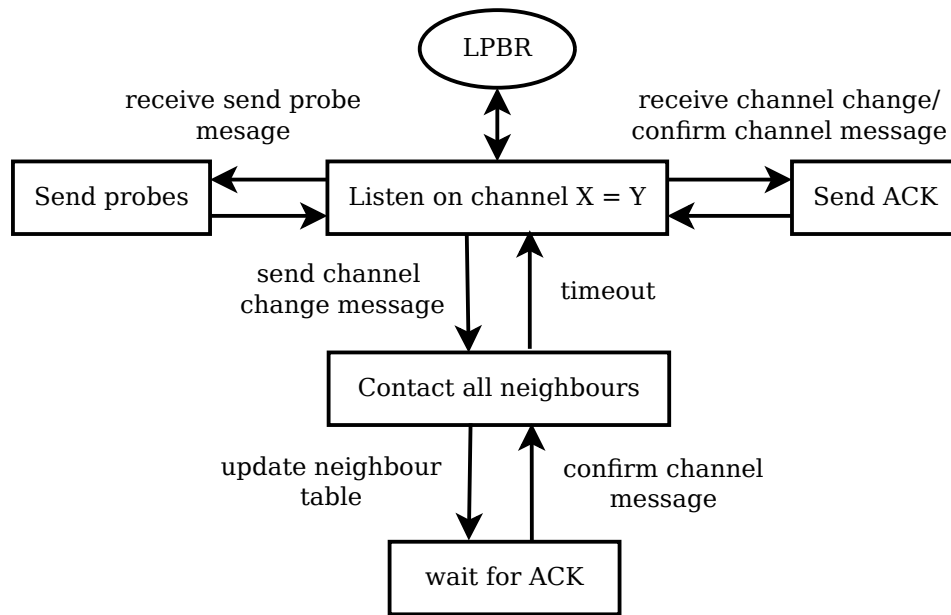 LPBR
receive send probe
mesage
receive channel change/
confirm channel message
Send probes
Listen on channel X = Y
Send ACK
send channel
change message
timeout
Contact all neighbours
update neighbour
table
confirm channel
message
wait for ACK